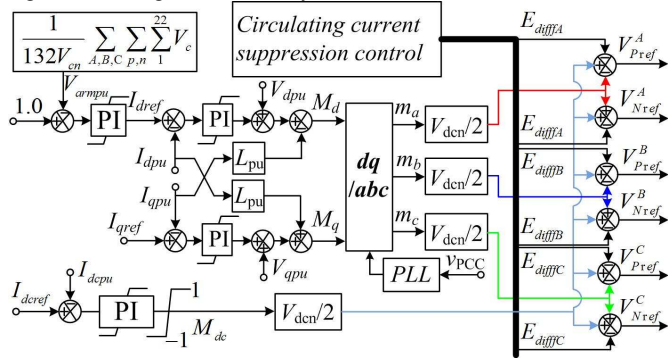 1
132V_cn
∑ A,B,C
∑ p,n
22 ∑ 1
V_c
Circulating current
suppression control
E_diffA
V^A_Pref
V_armpu
1.0
PI
I_dref
PI
V_dpu
M_d
m_a
V_dcn/2
V^A_Nref
E_diffA
I_dpu
L_pu
dq
/abc
E_diffB
V^B_Pref
m_b
V_dcn/2
I_qpu
L_pu
V^B_Nref
I_qref
PI
M_q
m_c
V_dcn/2
E_diffB
E_diffC
V^C_Pref
V_qpu
PLL
v_PCC
I_dcpu
I_dcref
PI
1
-1
M_dc
V_dcn/2
V^C_Nref
E_diffC